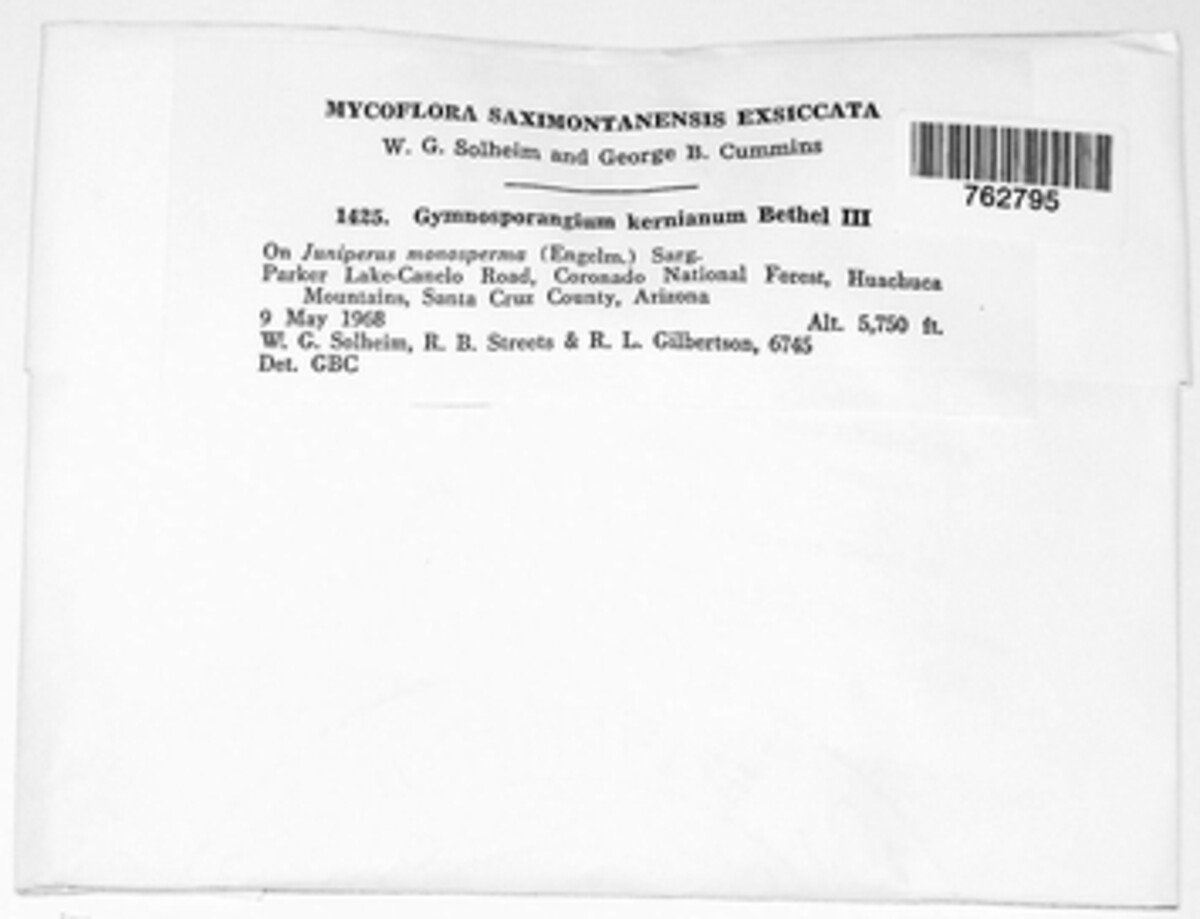 MYCOFLORA SAXIMONTANENSIS EXSICCATA
W. G. Solheim and George B. Cummins
762795
1425. Gymnosporangium kernianum Bethel III
On Juniperus monosperma (Engelm.) Sarg.
Parker Lake-Canelo Road, Coronado National Forest, Huachuca
Mountains, Santa Cruz County, Arizona
9 May 1968 Alt. 5,750 ft.
W. G. Solheim, R. B. Streets & R. L. Gilbertson, 6745
Det. GBC